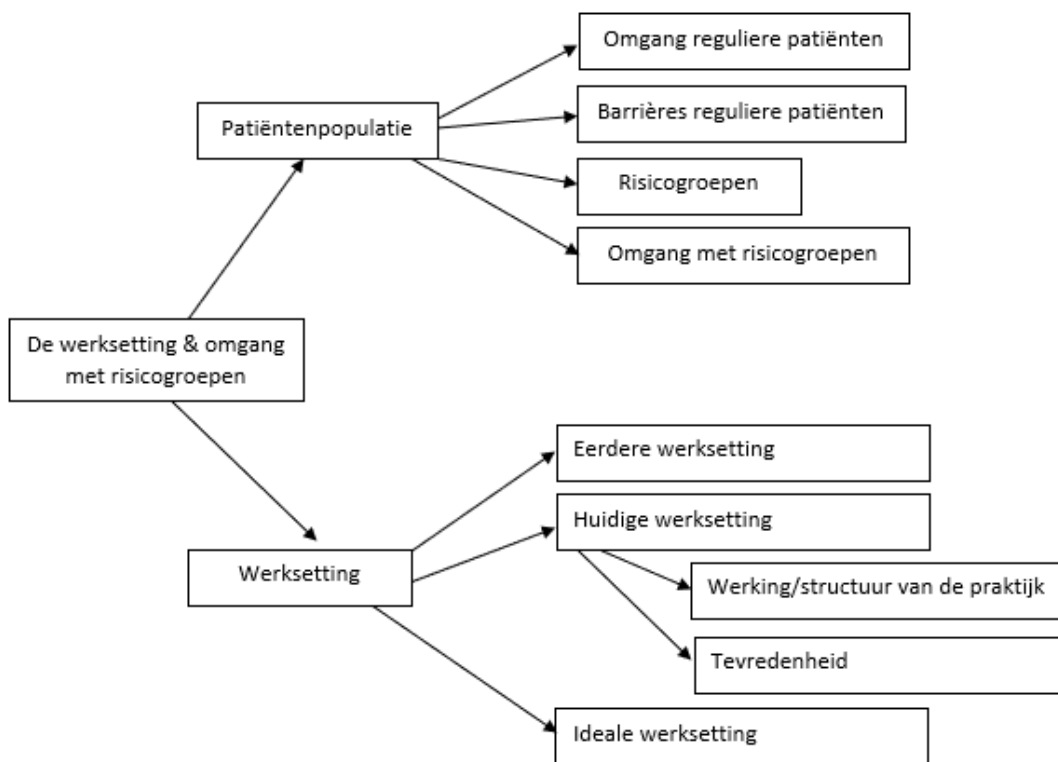 Omgang reguliere patiënten
Barrières reguliere patiënten
Patiëntenpopulatie
Risicogroepen
Omgang met risicogroepen
De werksetting & omgang
met risicogroepen
Eerdere werksetting
Huidige werksetting
Werksetting
Werking/structuur van de praktijk
Tevredenheid
Ideale werksetting